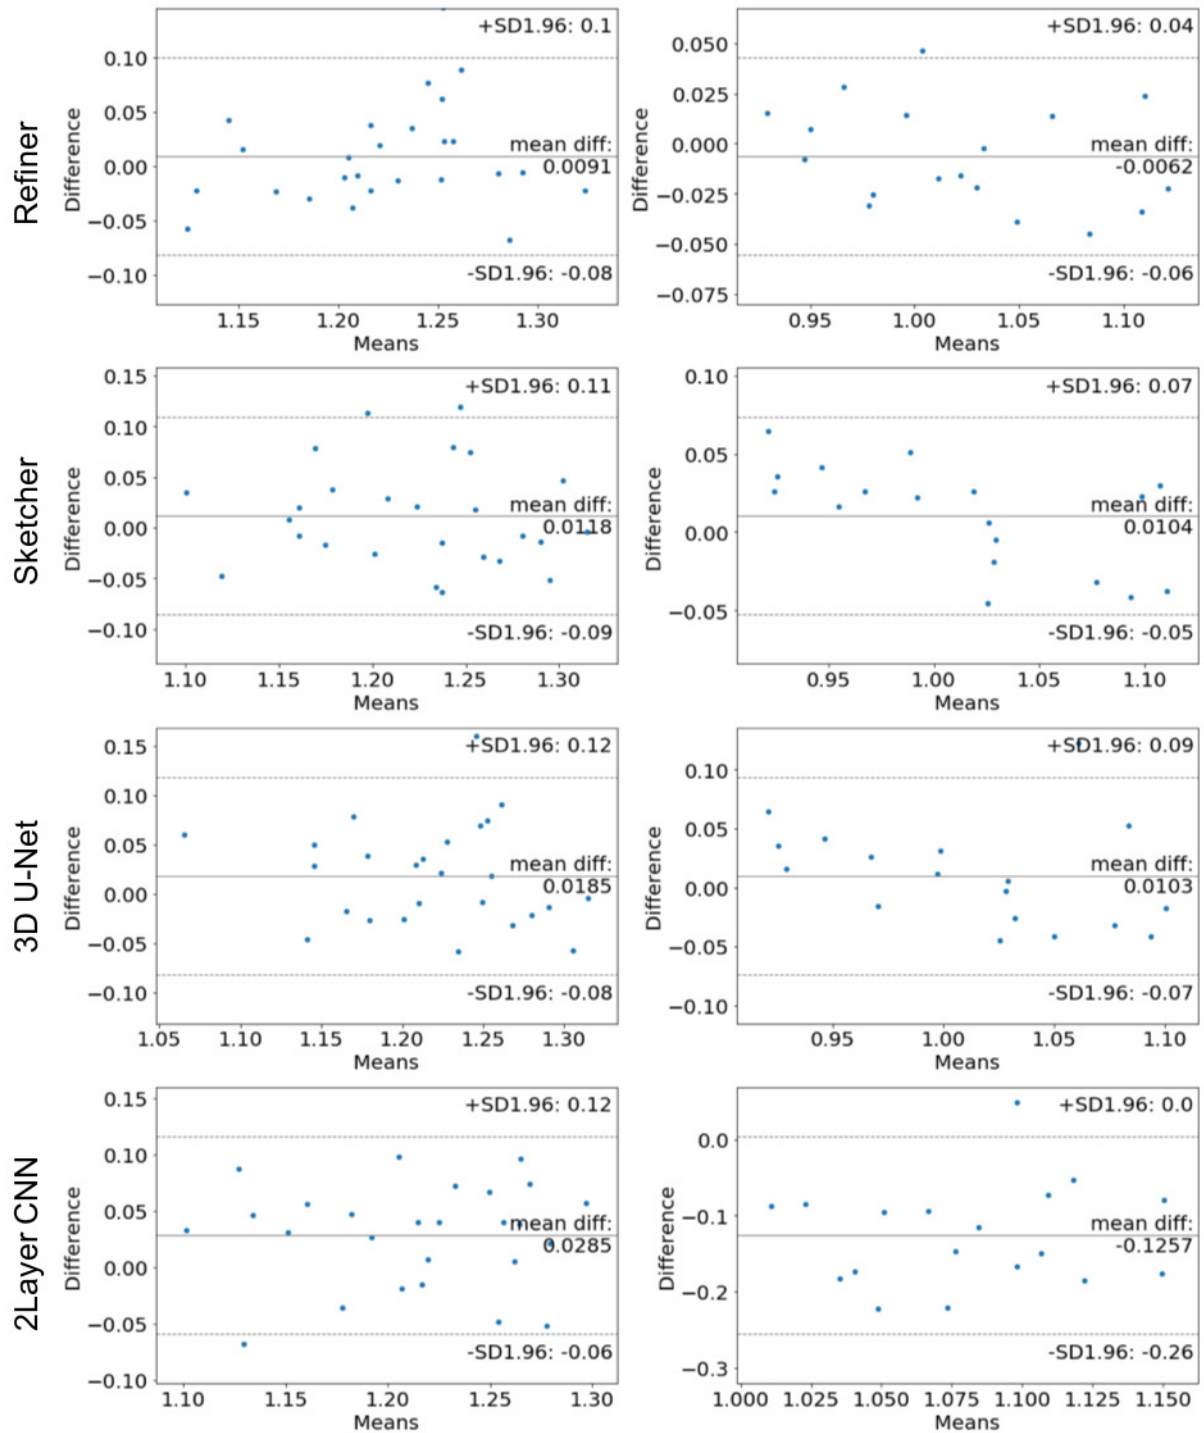 Refiner
Difference
0.10
0.05
0.00
−0.05
−0.10
+SD1.96: 0.1
mean diff:
0.0091
-SD1.96: -0.08
1.15 1.20 1.25 1.30
Means
Difference
0.050
0.025
0.000
−0.025
−0.050
−0.075
+SD1.96: 0.04
mean diff:
-0.0062
-SD1.96: -0.06
0.95 1.00 1.05 1.10
Means
Sketcher
Difference
0.15
0.10
0.05
0.00
−0.05
−0.10
+SD1.96: 0.11
mean diff:
0.0118
-SD1.96: -0.09
1.10 1.15 1.20 1.25 1.30
Means
Difference
0.10
0.05
0.00
−0.05
+SD1.96: 0.07
mean diff:
0.0104
-SD1.96: -0.05
0.95 1.00 1.05 1.10
Means
3D U-Net
Difference
0.15
0.10
0.05
0.00
−0.05
−0.10
+SD1.96: 0.12
mean diff:
0.0185
-SD1.96: -0.08
1.05 1.10 1.15 1.20 1.25 1.30
Means
Difference
0.10
0.05
0.00
−0.05
−0.10
+SD1.96: 0.09
mean diff:
0.0103
-SD1.96: -0.07
0.95 1.00 1.05 1.10
Means
2Layer CNN
Difference
0.15
0.10
0.05
0.00
−0.05
−0.10
+SD1.96: 0.12
mean diff:
0.0285
-SD1.96: -0.06
1.10 1.15 1.20 1.25 1.30
Means
Difference
0.0
−0.1
−0.2
−0.3
+SD1.96: 0.0
mean diff:
-0.1257
-SD1.96: -0.26
1.000 1.025 1.050 1.075 1.100 1.125 1.150
Means